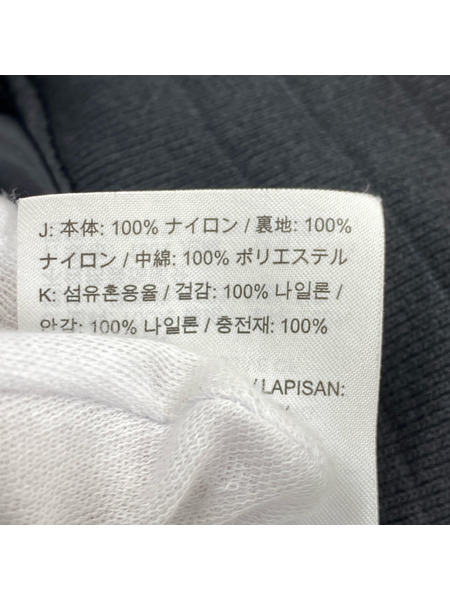 J: 本体: 100% ナイロン / 裏地: 100%
ナイロン / 中綿: 100% ポリエステル
K: 섬유혼용율 / 겉감: 100% 나일론 /
안감: 100% 나일론 / 충전재: 100%
/ LAPISAN: